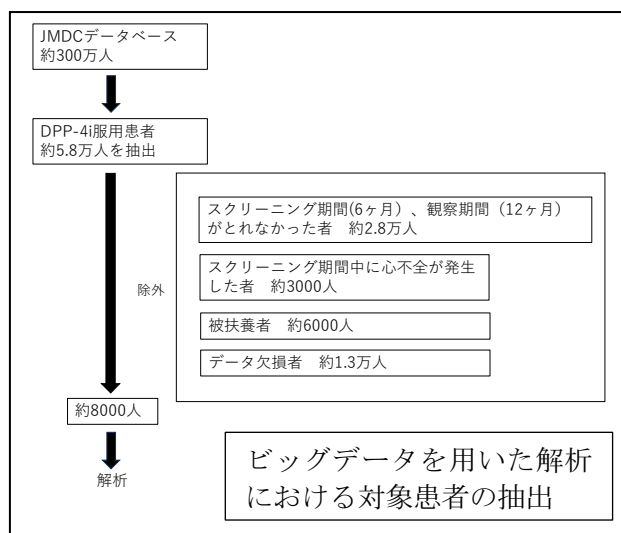 JMDCデータベース
約300万人
DPP-4i服用患者
約5.8万人を抽出
スクリーニング期間(6ヶ月）、観察期間（12ヶ月）
がとれなかった者　約2.8万人
スクリーニング期間中に心不全が発生
した者　約3000人
除外
被扶養者　約6000人
データ欠損者　約1.3万人
約8000人
解析
ビッグデータを用いた解析
における対象患者の抽出